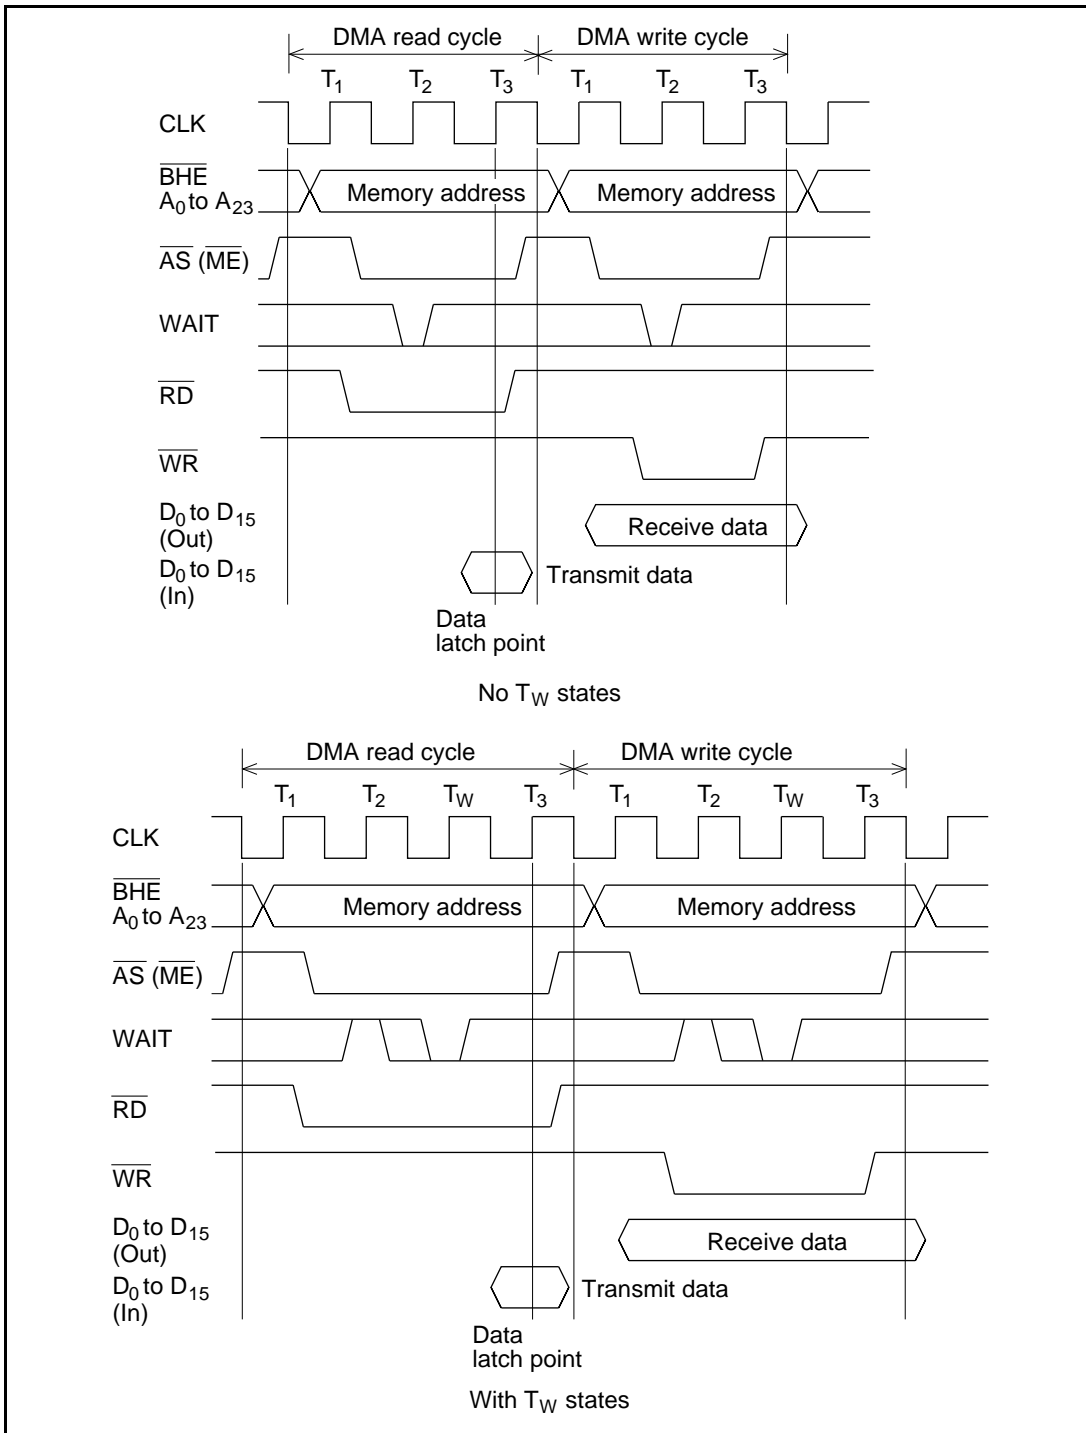 DMA read cycle DMA write cycle
T1 T2 T3 T1 T2 T3
CLK
BHE
A0 to A23 Memory address Memory address
AS (ME)
WAIT
RD
WR
D0 to D15
(Out) Receive data
D0 to D15
(In) Transmit data
Data
latch point
No TW states
DMA read cycle DMA write cycle
T1 T2 TW T3 T1 T2 TW T3
CLK
BHE
A0 to A23 Memory address Memory address
AS (ME)
WAIT
RD
WR
D0 to D15
(Out) Receive data
D0 to D15
(In) Transmit data
Data
latch point
With TW states